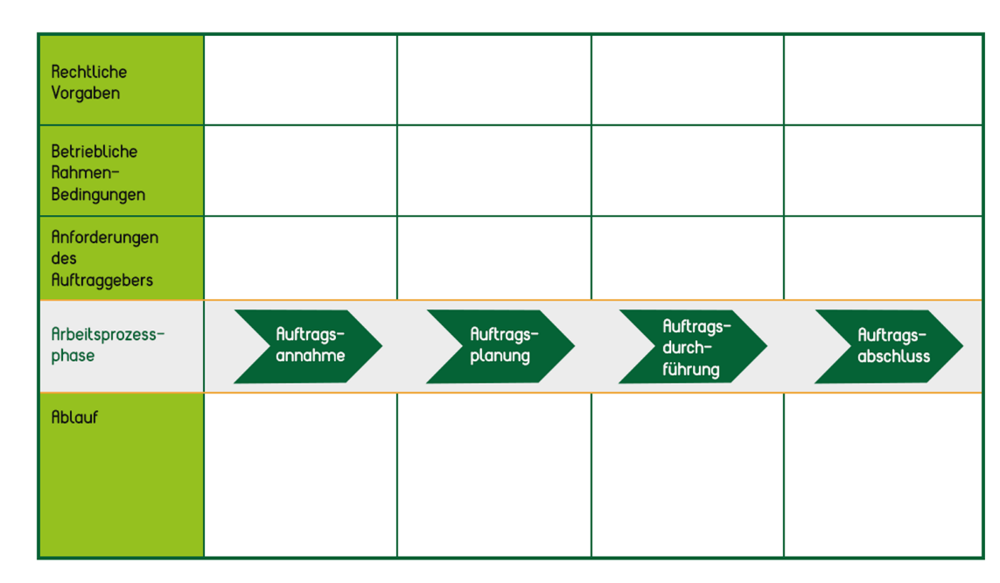 Rechtliche
Vorgaben
Betriebliche
Rahmen-
Bedingungen
Anforderungen
des
Auftraggebers
Arbeitsprozess-
phase
Auftrags-
annahme
Auftrags-
planung
Auftrags-
durch-
führung
Auftrags-
abschluss
Ablauf